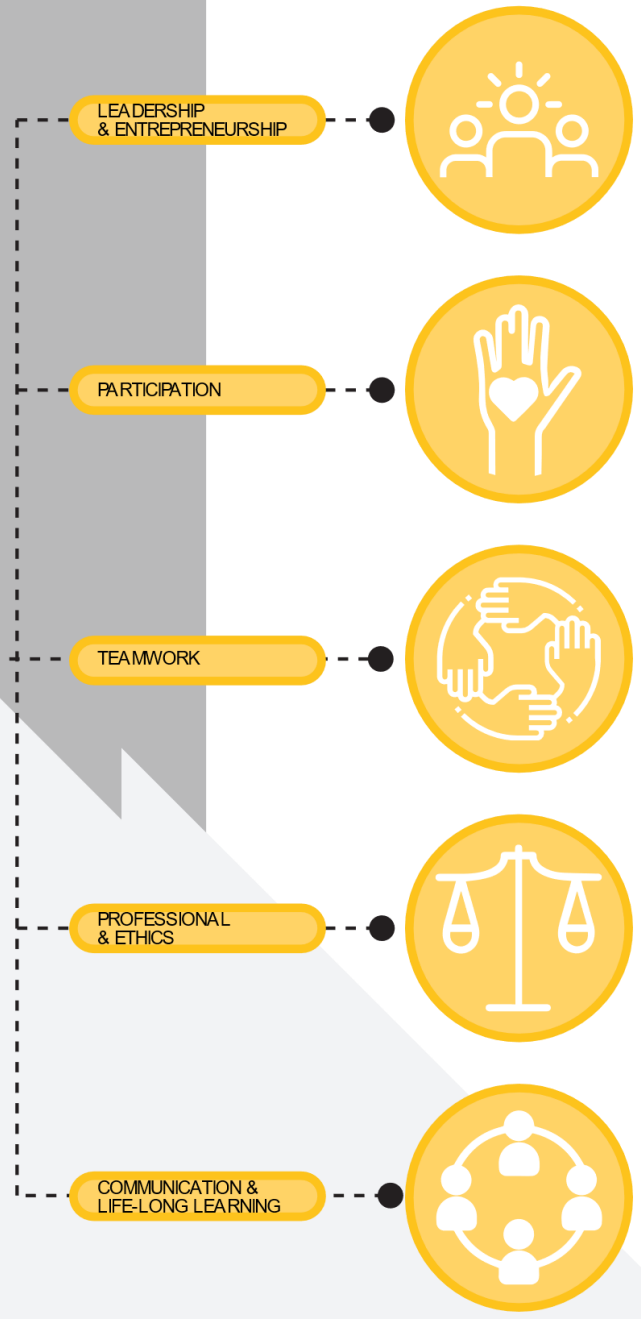 LEADERSHIP
& ENTREPRENEURSHIP
PARTICIPATION
TEAMWORK
PROFESSIONAL
& ETHICS
COMMUNICATION &
LIFE-LONG LEARNING